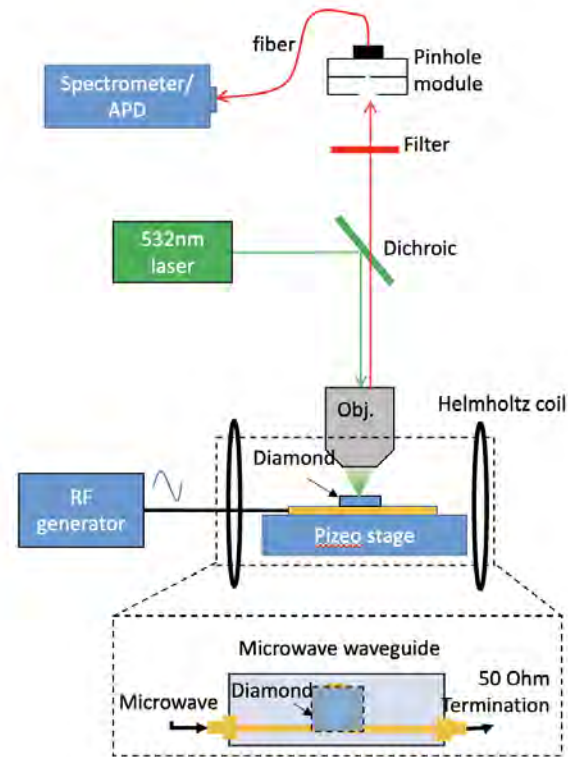 fiber
Pinhole
module
Spectrometer/
APD
Filter
532nm
laser
Dichroic
Obj.
Helmholtz coil
Diamond
RF
generator
Pizeo stage
Microwave waveguide
50 Ohm
Termination
Microwave
Diamond